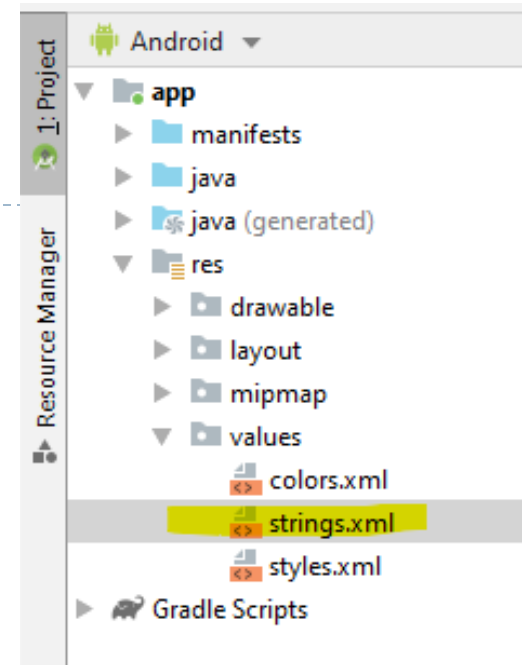 1: Project
Resource Manager
Android
app
manifests
java
java (generated)
res
drawable
layout
mipmap
values
colors.xml
strings.xml
styles.xml
Gradle Scripts